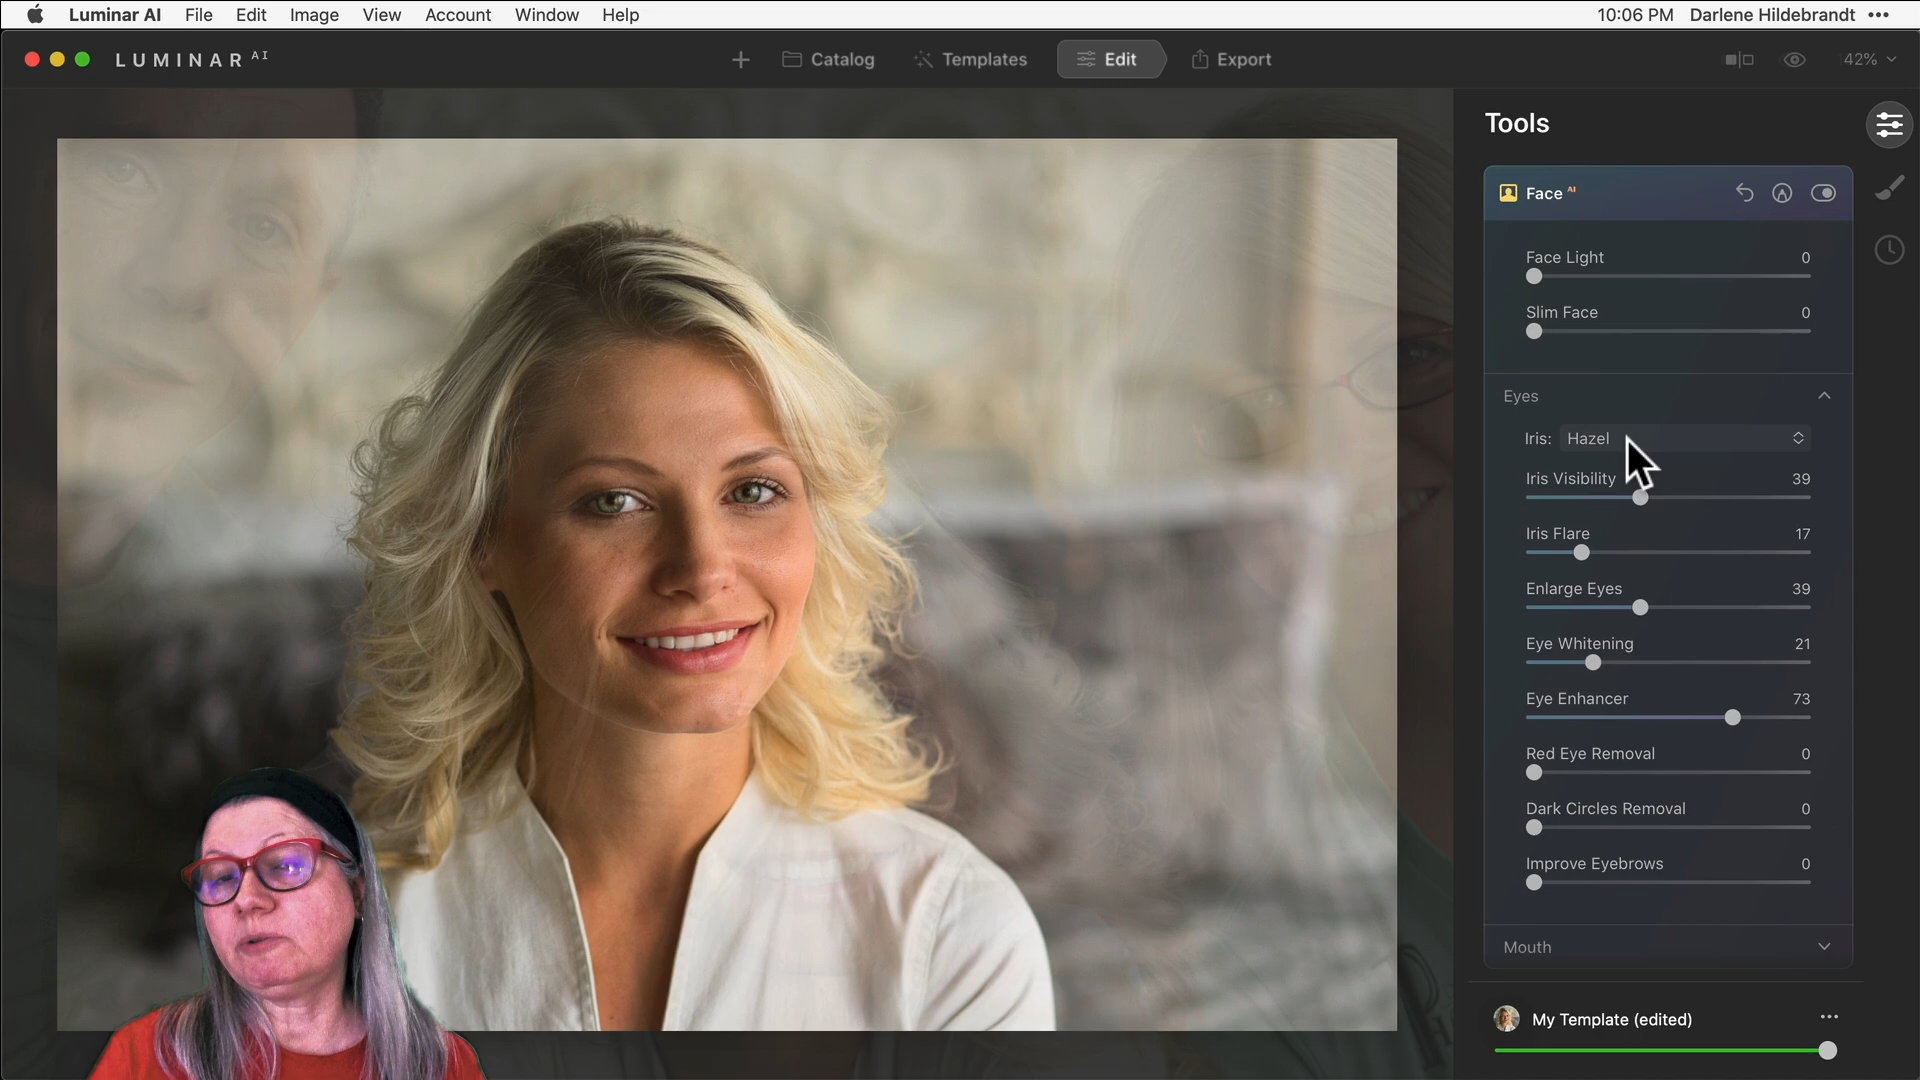 Luminar AI File Edit Image View Account Window Help 10:06 PM Darlene Hildebrandt •••
LUMINAR AI Catalog Templates Edit Export 42%
Tools
Face AI
Face Light 0
Slim Face 0
Eyes
Iris: Hazel
Iris Visibility 39
Iris Flare 17
Enlarge Eyes 39
Eye Whitening 21
Eye Enhancer 73
Red Eye Removal 0
Dark Circles Removal 0
Improve Eyebrows 0
Mouth
My Template (edited) •••